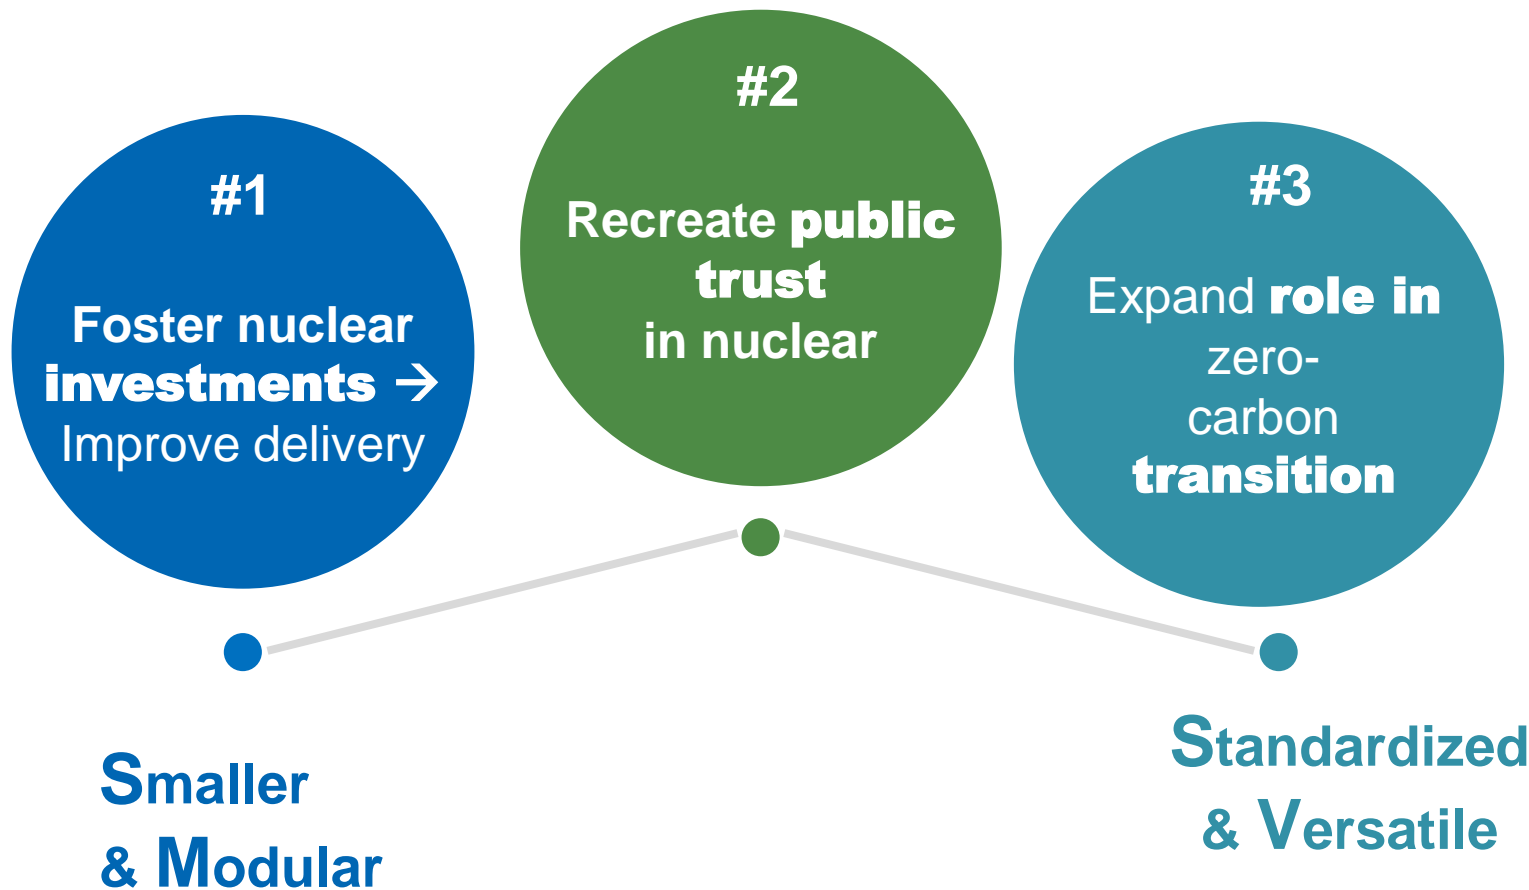 #1
Foster nuclear
investments →
Improve delivery
#2
Recreate public
trust
in nuclear
#3
Expand role in
zero-
carbon
transition
Smaller
& Modular
Standardized
& Versatile